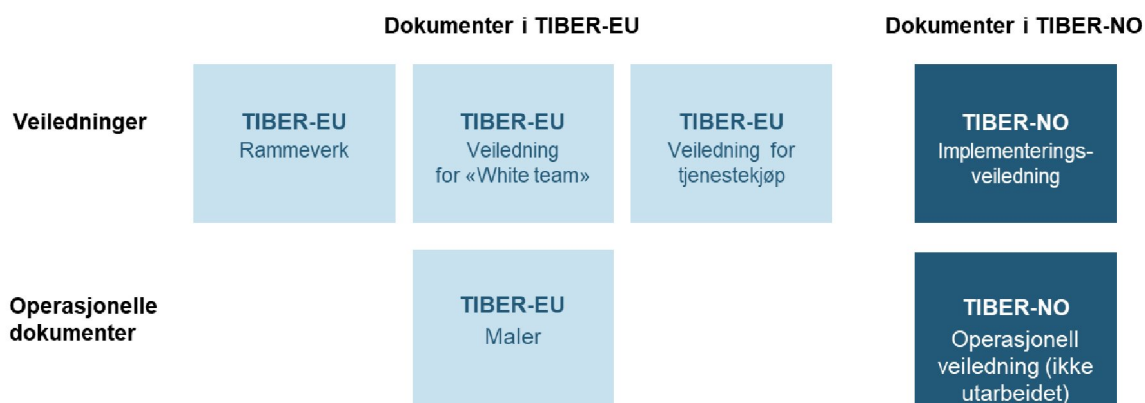 Dokumenter i TIBER-EU
Dokumenter i TIBER-NO
Veiledninger
TIBER-EU
Rammeverk
TIBER-EU
Veiledning
for «White team»
TIBER-EU
Veiledning for
tjenestekjøp
TIBER-NO
Implementerings-
veiledning
Operasjonelle
dokumenter
TIBER-EU
Maler
TIBER-NO
Operasjonell
veiledning (ikke
utarbeidet)